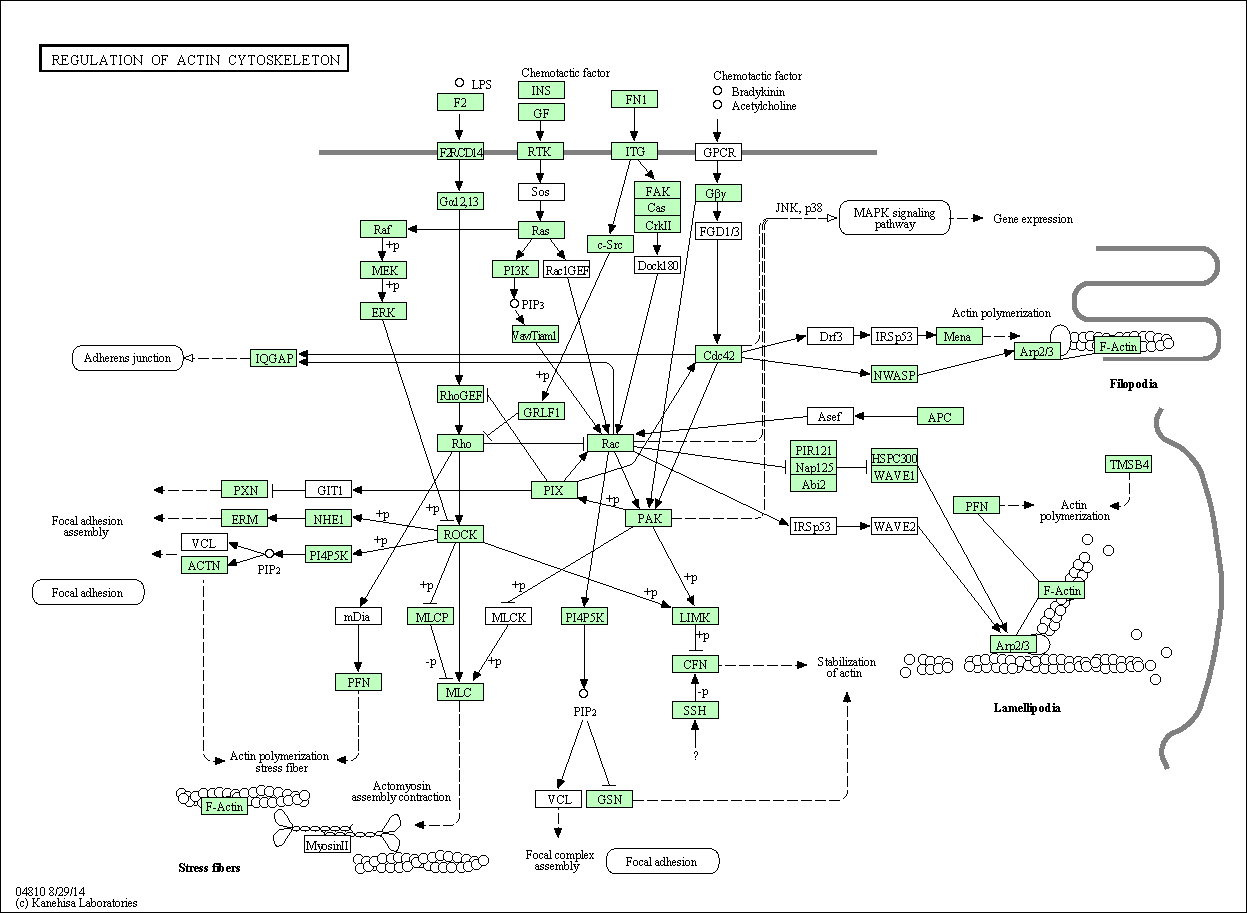 REGULATION OF ACTIN CYTOSKELETON
LPS
F2
Chemotactic factor
INS
GF
FN1
Chemotactic factor
Bradykinin
Acetylcholine
F2R
CD14
RTK
ITG
GPCR
Gα12,13
Sos
FAK
Cas
CrkII
Gβγ
JNK, p38
MAPK signaling
pathway
Gene expression
Raf
Ras
c-Src
FGD1/3
+p
MEK
PI3K
Rac1GEF
Dock180
+p
ERK
PIP3
Vav
Tiam1
Actin polymerization
Drf3
IRSp53
Mena
Arp2/3
F-Actin
Adherens junction
IQGAP
Cdc42
NWASP
Filopodia
+p
RhoGEF
GRLF1
Asef
APC
Rho
Rac
PIR121
Nap125
Abi2
HSPC300
WAVE1
TMSB4
PXN
GIT1
PIX
+p
PFN
Actin
polymerization
Focal adhesion
assembly
ERM
NHE1
+p
+p
ROCK
PAK
IRSp53
WAVE2
VCL
ACTN
PIP2
PI4P5K
+p
Focal adhesion
+p
+p
+p
F-Actin
mDia
MLCP
MLCK
PI4P5K
LIMK
+p
Arp2/3
+p
-p
+p
CFN
Stabilization
of actin
PFN
MLC
-p
SSH
Lamellipodia
PIP2
?
Actin polymerization
stress fiber
Actomyosin
assembly contraction
F-Actin
VCL
GSN
MyosinII
Stress fibers
Focal complex
assembly
Focal adhesion
04810 8/29/14
(c) Kanehisa Laboratories